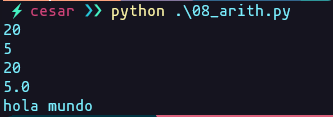 ⚡ cesar ❯❯ python .\08_arith.py
20
5
20
5.0
hola mundo